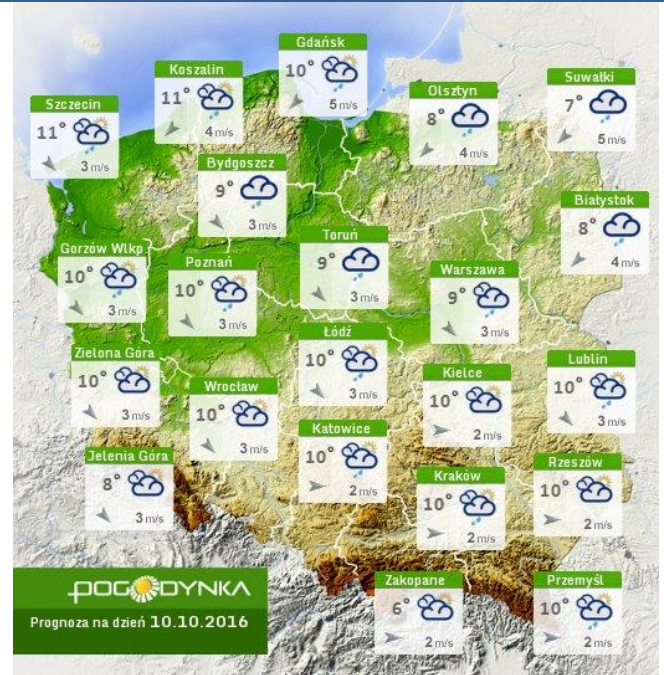 Gdańsk
10°
5 m/s
Koszalin
11°
4 m/s
Szczecin
11°
3 m/s
Olsztyn
8°
4 m/s
Suwałki
7°
5 m/s
Bydgoszcz
9°
3 m/s
Białystok
8°
4 m/s
Gorzów Wlkp
10°
3 m/s
Poznań
10°
3 m/s
Toruń
9°
3 m/s
Warszawa
9°
3 m/s
Zielona Góra
10°
3 m/s
Wrocław
10°
3 m/s
Łódź
10°
3 m/s
Kielce
10°
2 m/s
Lublin
10°
3 m/s
Jelenia Góra
8°
3 m/s
Katowice
10°
2 m/s
Kraków
10°
2 m/s
Rzeszów
10°
2 m/s
Zakopane
6°
2 m/s
Przemyśl
10°
2 m/s
POGODYNKA
Prognoza na dzień 10.10.2016